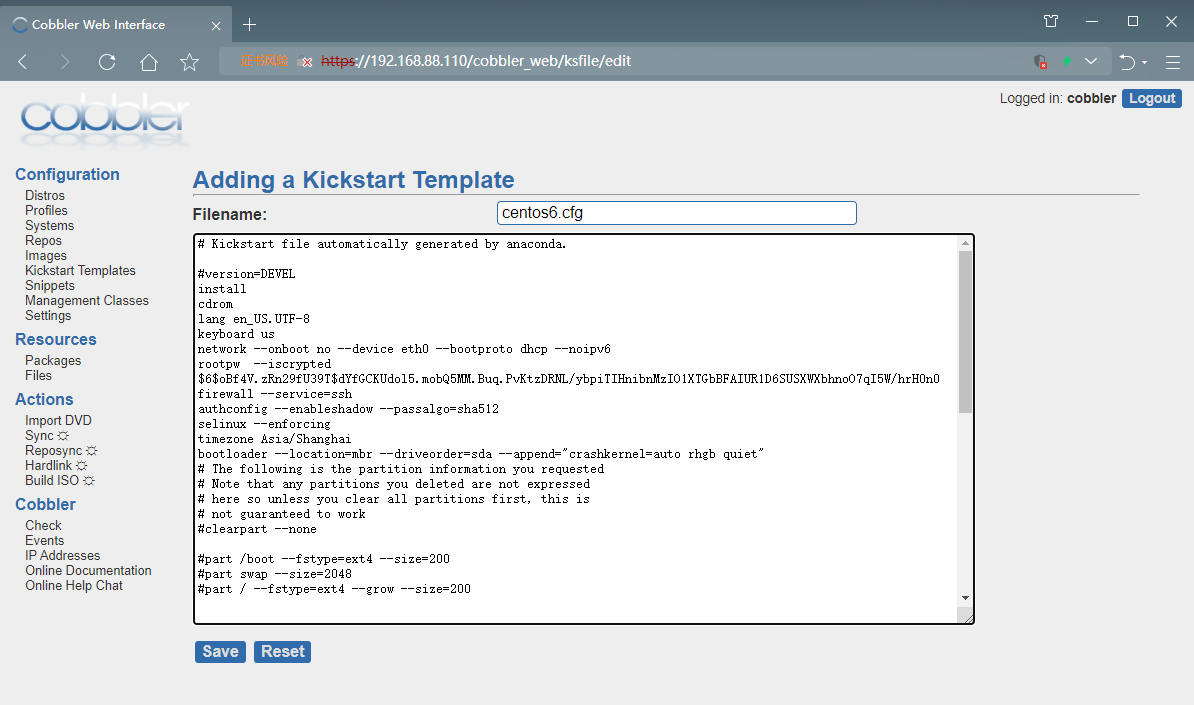 Cobbler Web Interface
https://192.168.88.110/cobbler_web/ksfile/edit
cobbler
Logged in: cobbler Logout
Configuration
Distros
Profiles
Systems
Repos
Images
Kickstart Templates
Snippets
Management Classes
Settings
Resources
Packages
Files
Actions
Import DVD
Sync
Reposync
Hardlink
Build ISO
Cobbler
Check
Events
IP Addresses
Online Documentation
Online Help Chat
Adding a Kickstart Template
Filename: centos6.cfg
# Kickstart file automatically generated by anaconda.
#version=DEVEL
install
cdrom
lang en_US.UTF-8
keyboard us
network --onboot no --device eth0 --bootproto dhcp --noipv6
rootpw  --iscrypted
$6$oBf4V.zRn29fU39T$dYfGCKUdol5.mobQ5MM.Buq.PvKtzDRNL/ybpiTIHnibnMzIO1XTGbBFAIUR1D6SUSXWXbhnoO7qI5W/hrH0n0
firewall --service=ssh
authconfig --enableshadow --passalgo=sha512
selinux --enforcing
timezone Asia/Shanghai
bootloader --location=mbr --driveorder=sda --append="crashkernel=auto rhgb quiet"
# The following is the partition information you requested
# Note that any partitions you deleted are not expressed
# here so unless you clear all partitions first, this is
# not guaranteed to work
#clearpart --none
#part /boot --fstype=ext4 --size=200
#part swap --size=2048
#part / --fstype=ext4 --grow --size=200
Save Reset